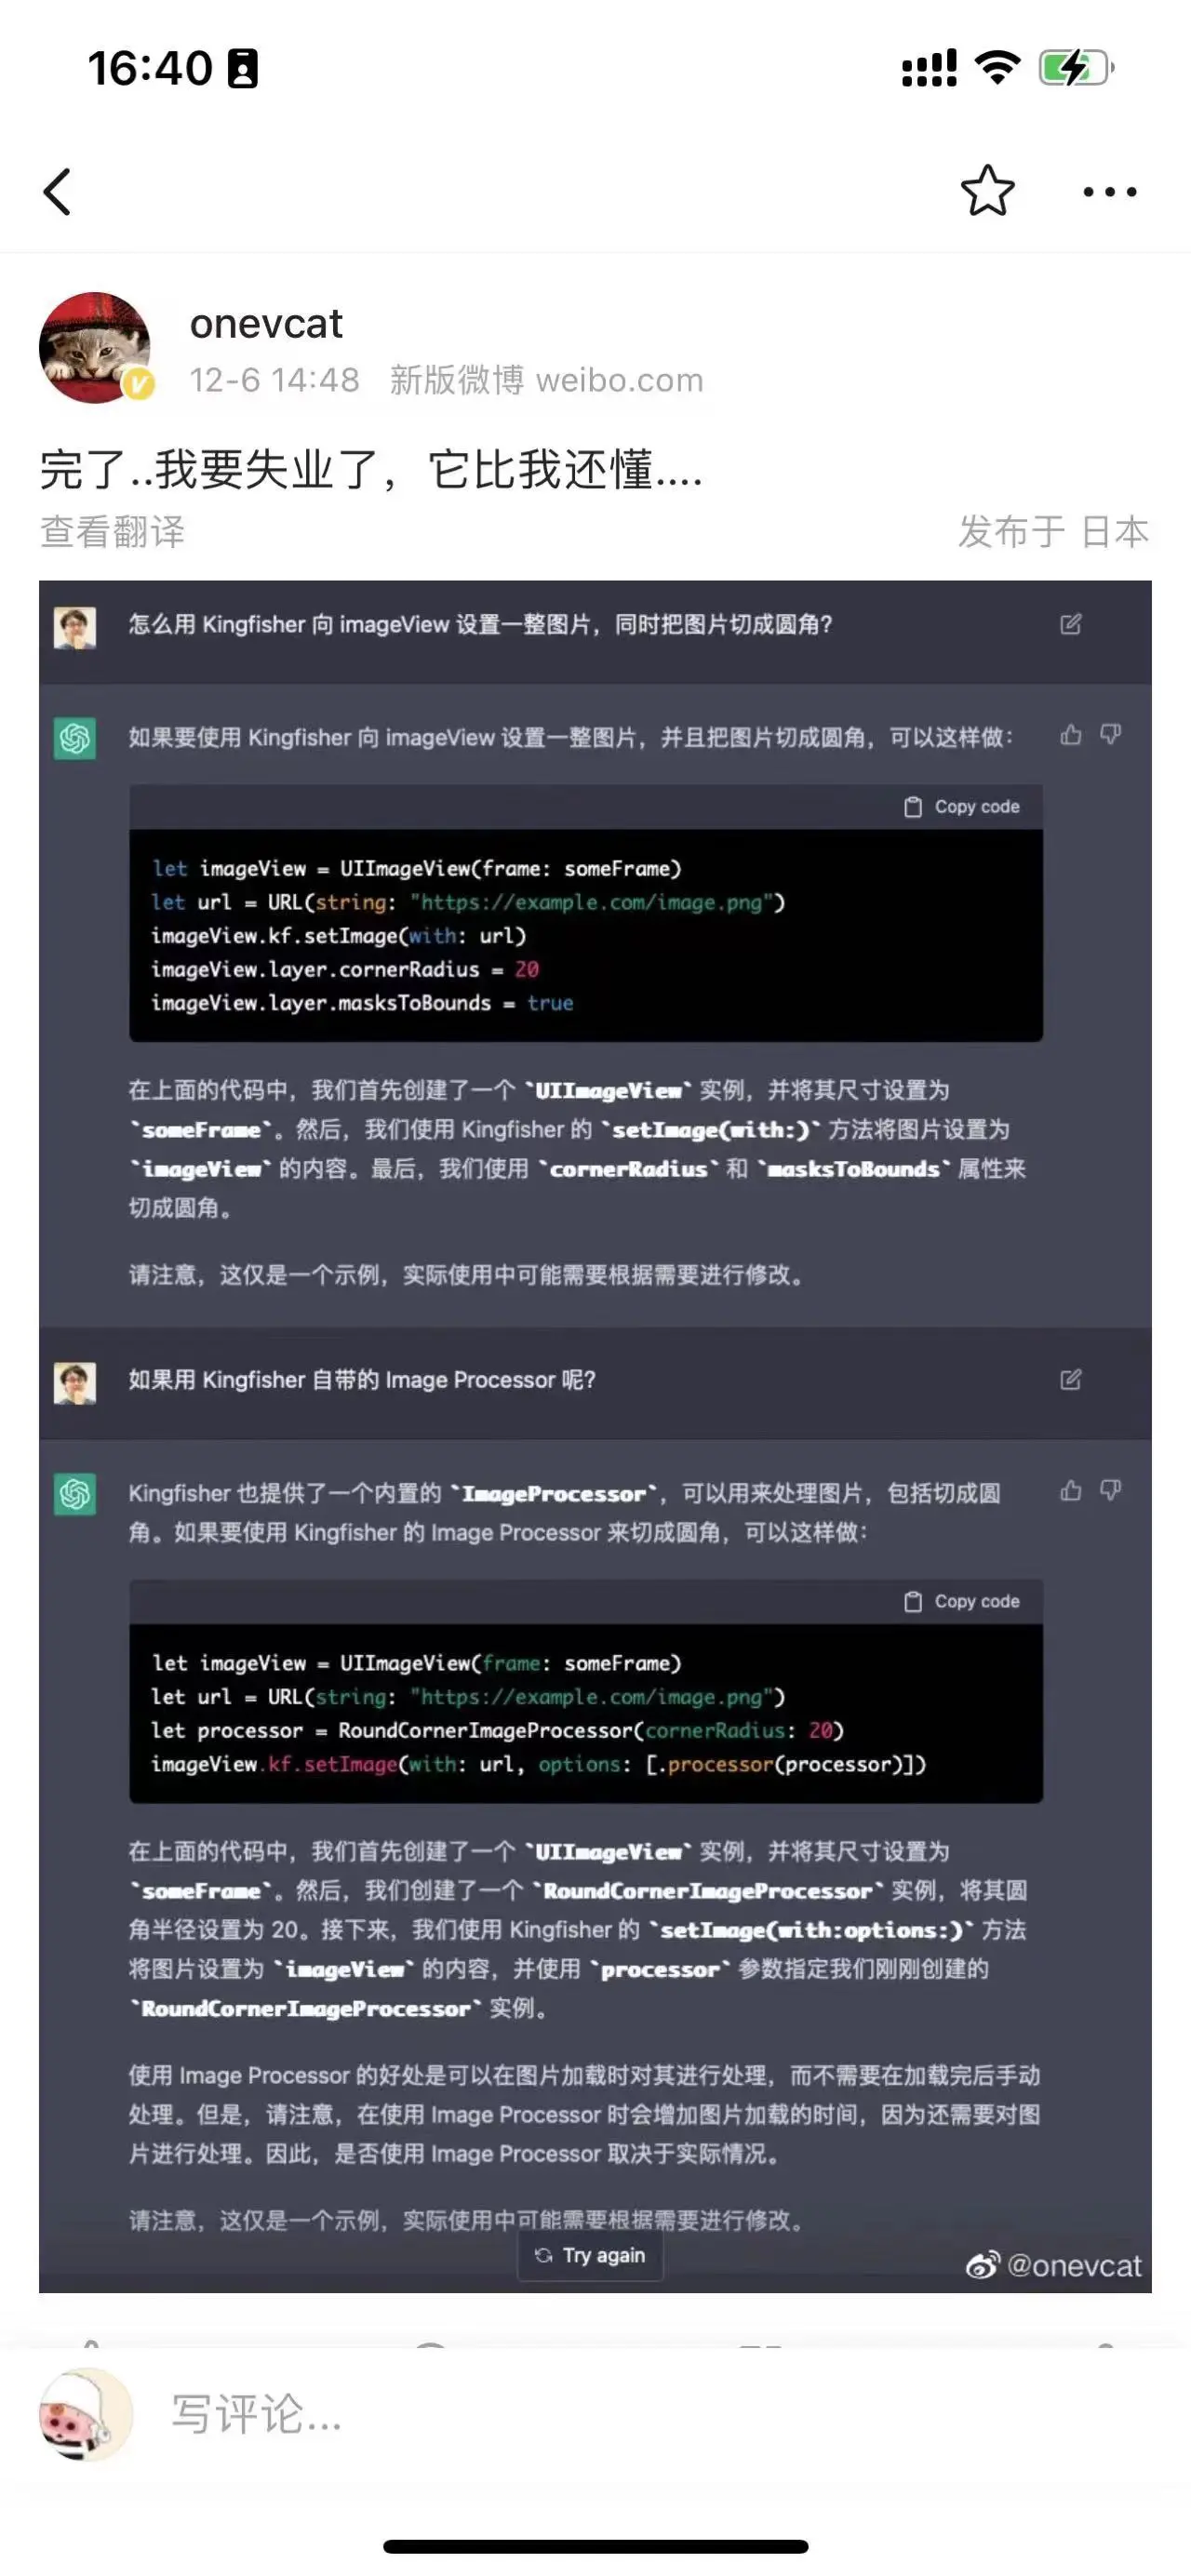 16:40
onevcat
12-6 14:48 新版微博 weibo.com
完了..我要失业了，它比我还懂....
查看翻译
发布于 日本
怎么用 Kingfisher 向 imageView 设置一整图片，同时把图片切成圆角？
如果要使用 Kingfisher 向 imageView 设置一整图片，并且把图片切成圆角，可以这样做：
Copy code
let imageView = UIImageView(frame: someFrame)
let url = URL(string: "https://example.com/image.png")
imageView.kf.setImage(with: url)
imageView.layer.cornerRadius = 20
imageView.layer.masksToBounds = true
在上面的代码中，我们首先创建了一个 `UIImageView` 实例，并将其尺寸设置为
`someFrame`。然后，我们使用 Kingfisher 的 `setImage(with:)` 方法将图片设置为
`imageView` 的内容。最后，我们使用 `cornerRadius` 和 `masksToBounds` 属性来
切成圆角。
请注意，这仅是一个示例，实际使用中可能需要根据需要进行修改。
如果用 Kingfisher 自带的 Image Processor 呢？
Kingfisher 也提供了一个内置的 `ImageProcessor`，可以用来处理图片，包括切成圆
角。如果要使用 Kingfisher 的 Image Processor 来切成圆角，可以这样做：
Copy code
let imageView = UIImageView(frame: someFrame)
let url = URL(string: "https://example.com/image.png")
let processor = RoundCornerImageProcessor(cornerRadius: 20)
imageView.kf.setImage(with: url, options: [.processor(processor)])
在上面的代码中，我们首先创建了一个 `UIImageView` 实例，并将其尺寸设置为
`someFrame`。然后，我们创建了一个 `RoundCornerImageProcessor` 实例，将其圆
角半径设置为 20。接下来，我们使用 Kingfisher 的 `setImage(with:options:)` 方法
将图片设置为 `imageView` 的内容，并使用 `processor` 参数指定我们刚刚创建的
`RoundCornerImageProcessor` 实例。
使用 Image Processor 的好处是可以在图片加载时对其进行处理，而不需要在加载完后手动
处理。但是，请注意，在使用 Image Processor 时会增加图片加载的时间，因为还需要对图
片进行处理。因此，是否使用 Image Processor 取决于实际情况。
请注意，这仅是一个示例，实际使用中可能需要根据需要进行修改。
Try again
@onevcat
写评论...